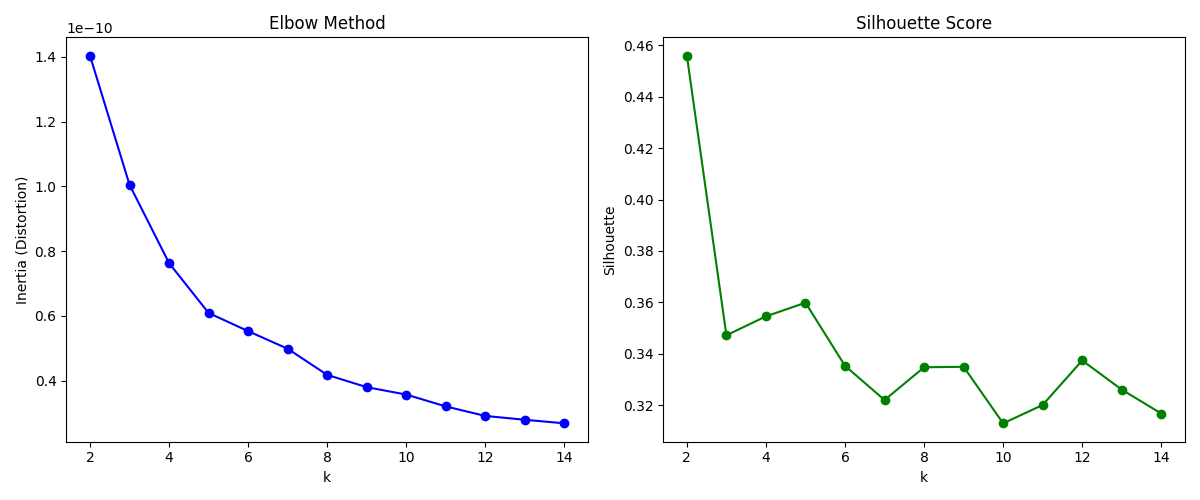 Elbow Method
1e−10
1.4
1.2
1.0
0.8
0.6
0.4
Inertia (Distortion)
2 4 6 8 10 12 14
k
Silhouette Score
0.46
0.44
0.42
0.40
0.38
0.36
0.34
0.32
Silhouette
2 4 6 8 10 12 14
k